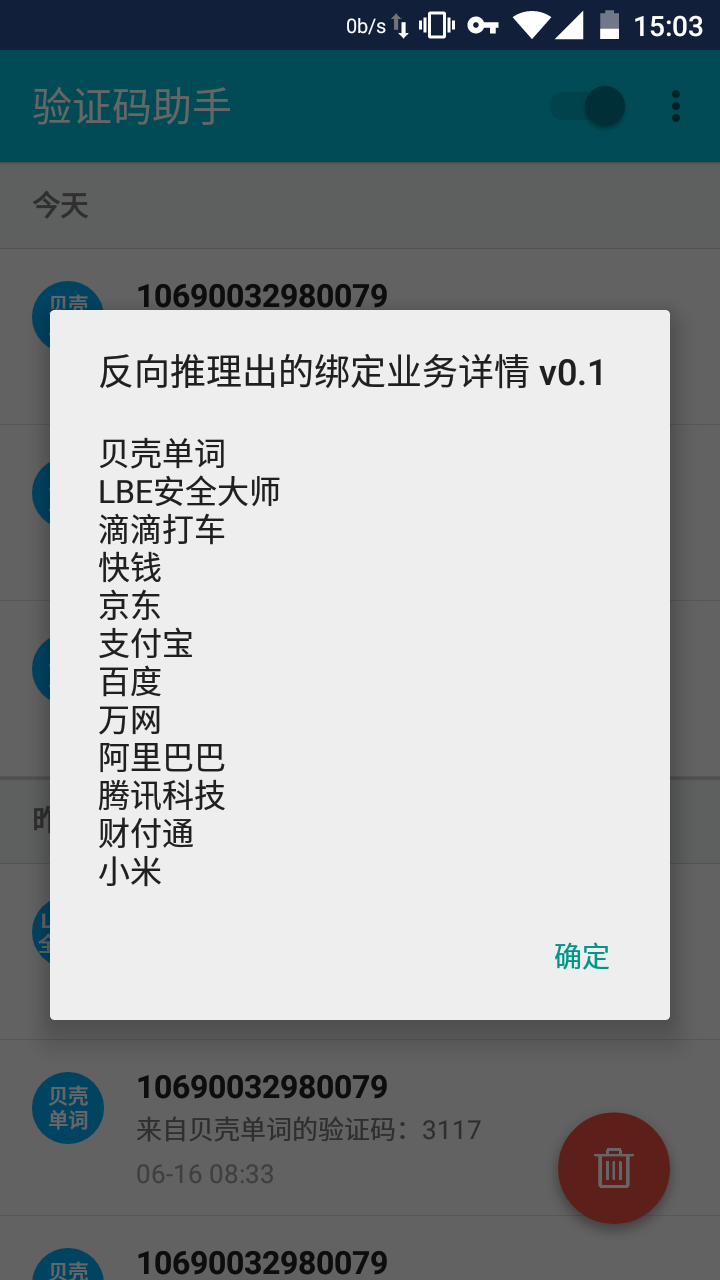 0b/s 15:03
验证码助手
今天
贝壳
10690032980079
反向推理出的绑定业务详情 v0.1
贝壳单词
LBE安全大师
滴滴打车
快钱
京东
支付宝
百度
万网
阿里巴巴
腾讯科技
财付通
小米
确定
贝壳
单词
10690032980079
来自贝壳单词的验证码：3117
06-16 08:33
贝壳
10690032980079